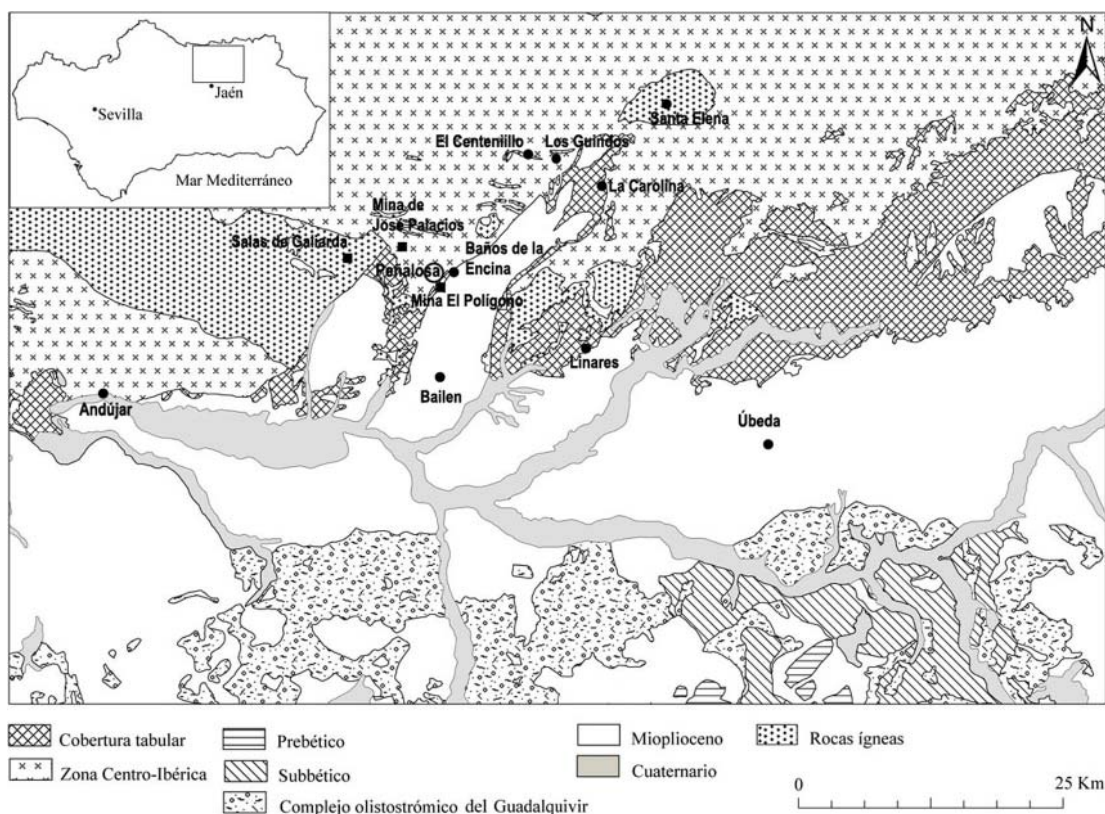 N
Jaén
Sevilla
Mar Mediterráneo
Santa Elena
El Centenillo
Los Guindos
La Carolina
Mina de
José Palacios
Salas de Galiarda
Baños de la
Encina
Peñalosa
Mina El Polígono
Linares
Bailen
Andújar
Úbeda
Cobertura tabular
Prebético
Mioplioceno
Rocas ígneas
Zona Centro-Ibérica
Subbético
Cuaternario
Complejo olistostrómico del Guadalquivir
0
25 Km